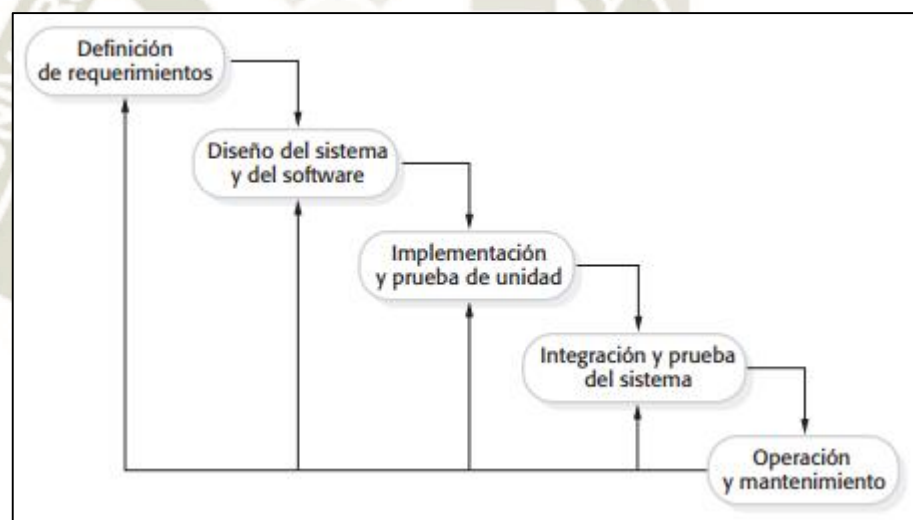 Definición
de requerimientos
Diseño del sistema
y del software
Implementación
y prueba de unidad
Integración y prueba
del sistema
Operación
y mantenimiento